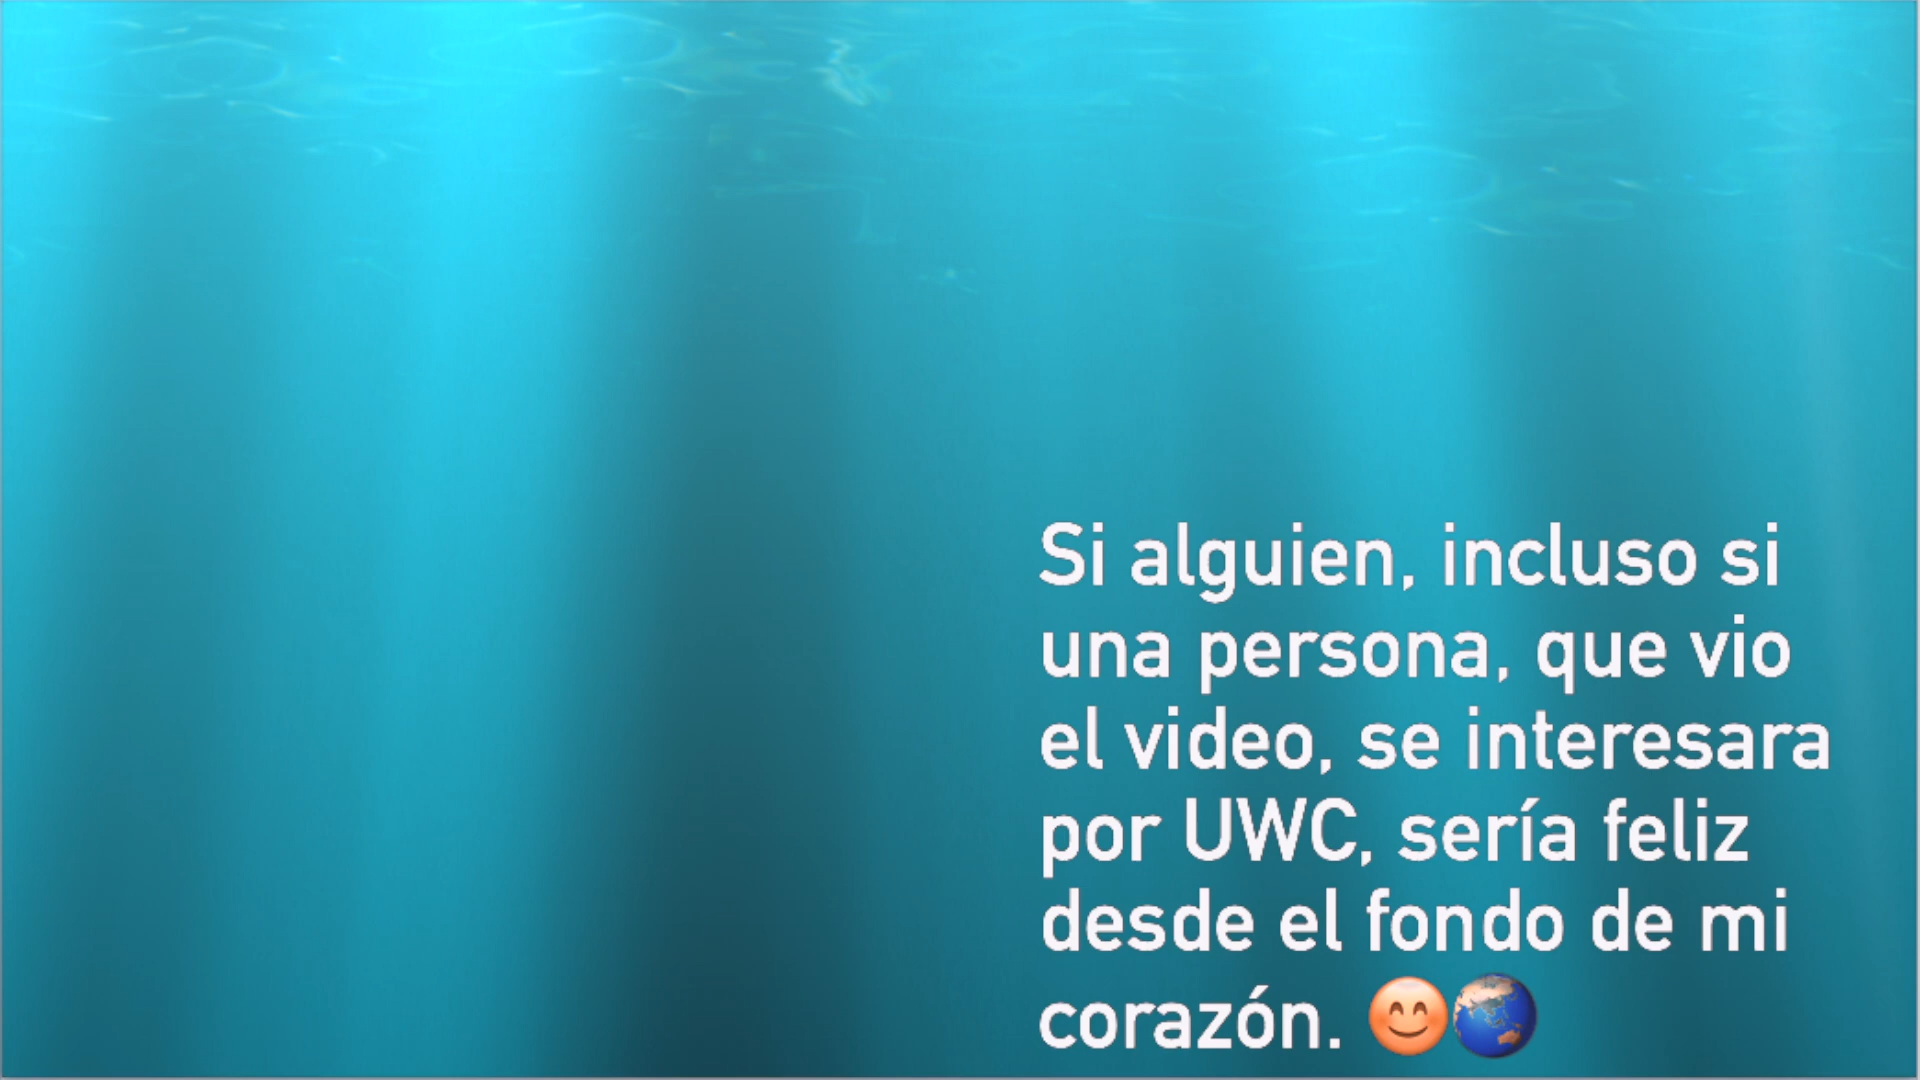 Si alguien, incluso si
una persona, que vio
el video, se interesara
por UWC, sería feliz
desde el fondo de mi
corazón. 😊🌏